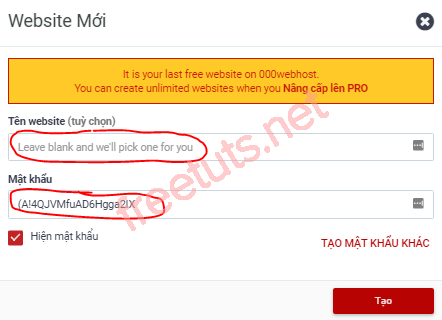 Website Mới
It is your last free website on 000webhost.
You can create unlimited websites when you Nâng cấp lên PRO
Tên website (tuỳ chọn)
Leave blank and we'll pick one for you
Mật khẩu
(A!4QJVMfuAD6Hgga2IX
Hiện mật khẩu
TẠO MẬT KHẨU KHÁC
Tạo
freetuts.net